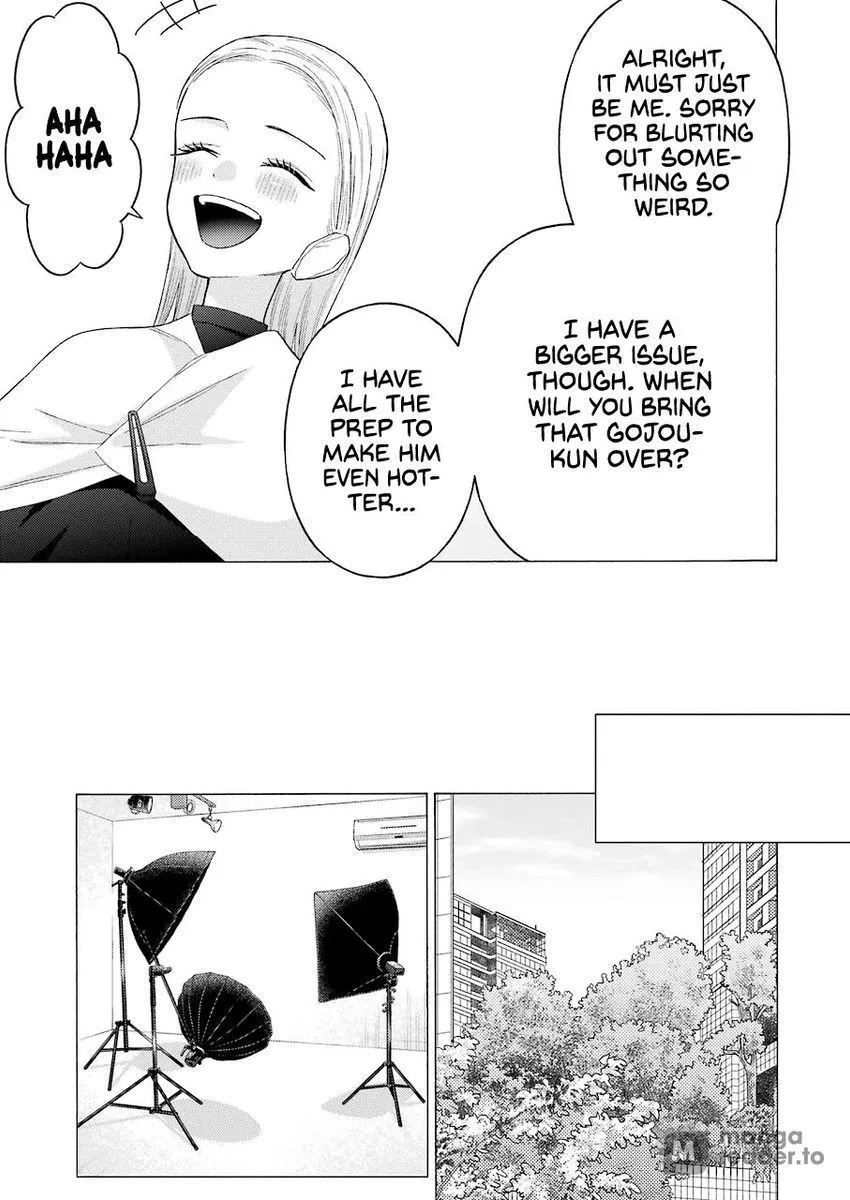 ALRIGHT,
IT MUST JUST
BE ME. SORRY
FOR BLURTING
OUT SOME-
THING SO
WEIRD.
I HAVE A
BIGGER ISSUE,
THOUGH. WHEN
WILL YOU BRING
THAT GOJOU-
KUN OVER?
I HAVE
ALL THE
PREP TO
MAKE HIM
EVEN HOT-
TER...
AHA
HAHA
manga
reader.to